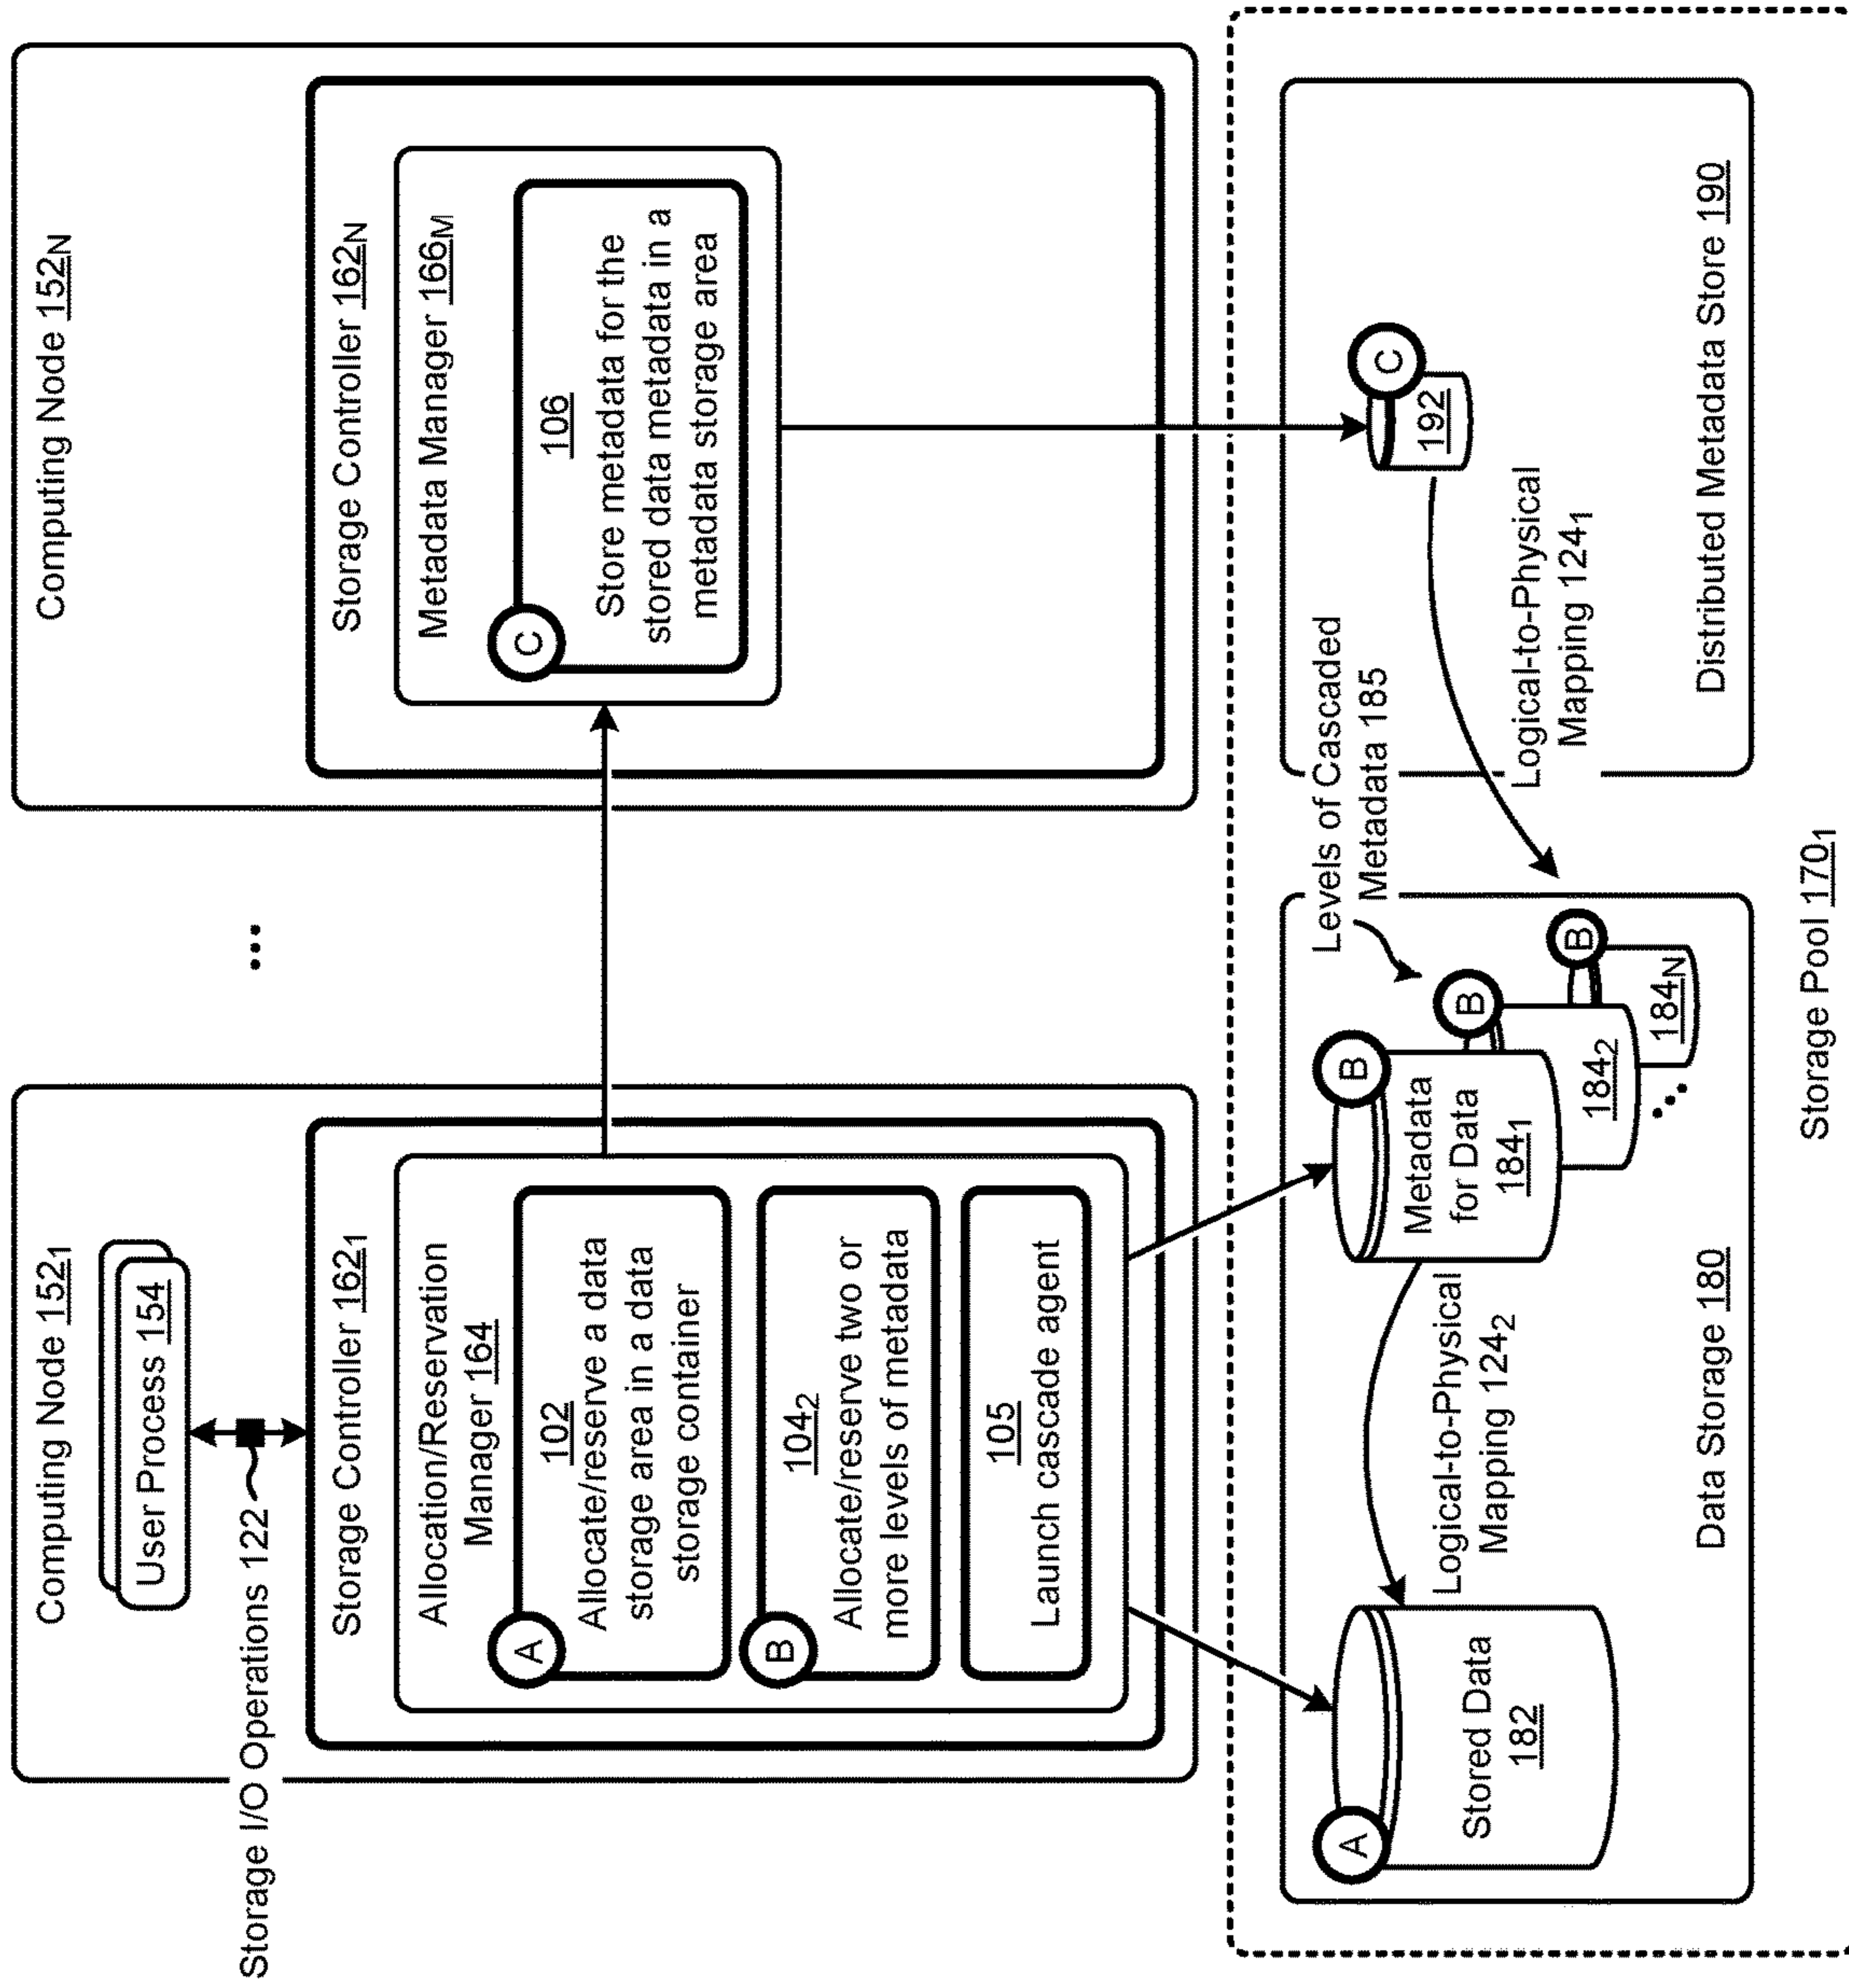 Computing Node 152₁
User Process 154
Storage I/O Operations 122
Storage Controller 162₁
Allocation/Reservation
Manager 164
A
102
Allocate/reserve a data
storage area in a data
storage container
B
104₂
Allocate/reserve two or
more levels of metadata
105
Launch cascade agent
...
Computing Node 152N
Storage Controller 162N
Metadata Manager 166M
C
106
Store metadata for the
stored data metadata in a
metadata storage area
A
Stored Data
182
Logical-to-Physical
Mapping 124₂
B
Metadata
for Data
184₁
B
184₂
...
B
184N
Levels of Cascaded
Metadata 185
Data Storage 180
C
192
Logical-to-Physical
Mapping 124₁
Distributed Metadata Store 190
Storage Pool 170₁